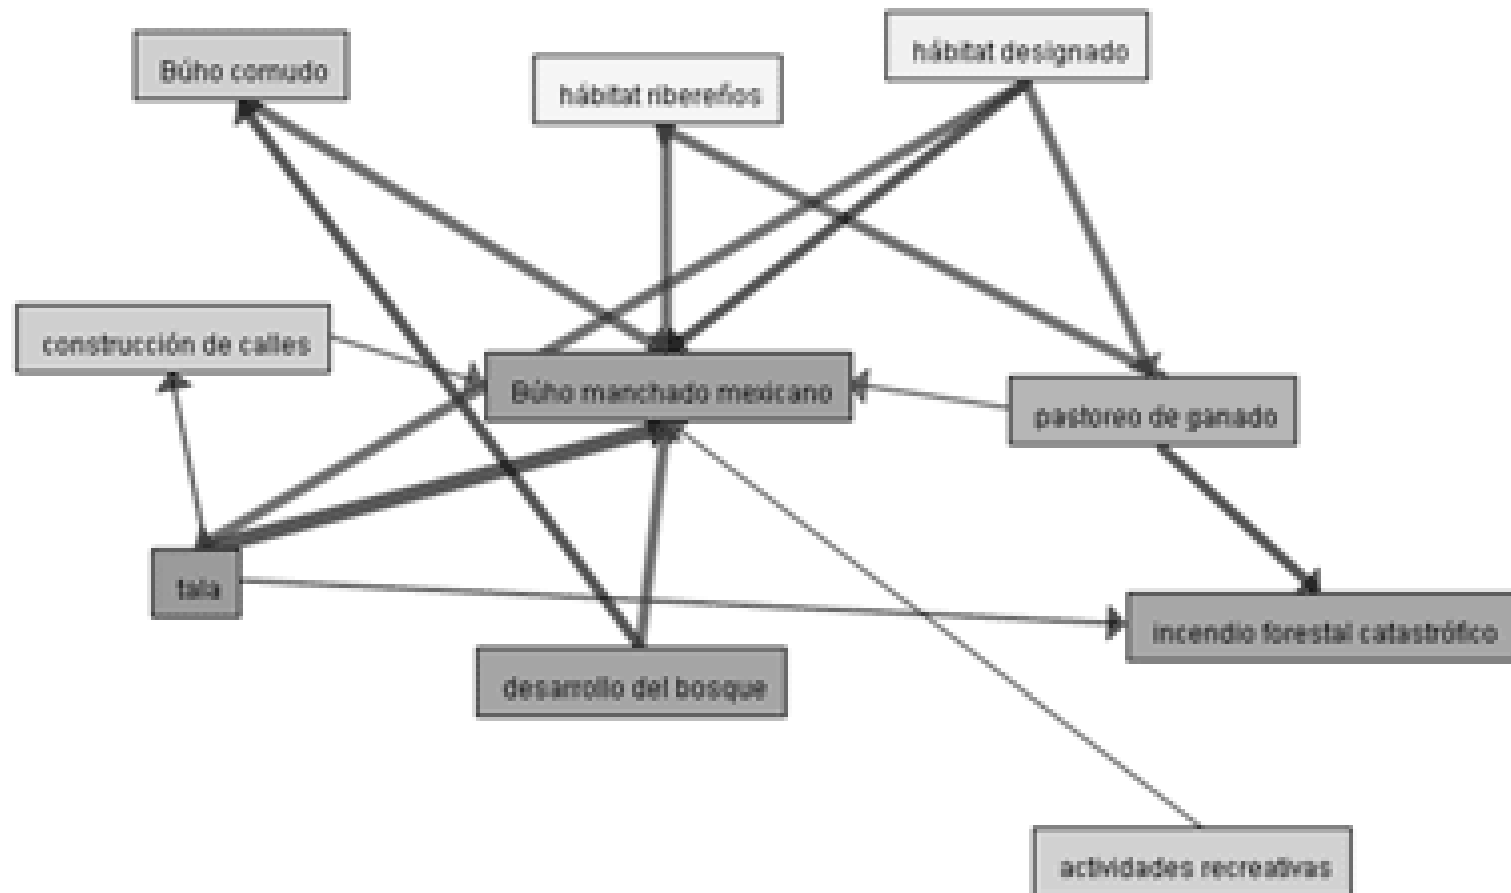 hábitat designado
Búho cornudo
hábitat ribereños
construcción de calles
Búho manchado mexicano
pastoreo de ganado
tala
incendio forestal catastrófico
desarrollo del bosque
actividades recreativas